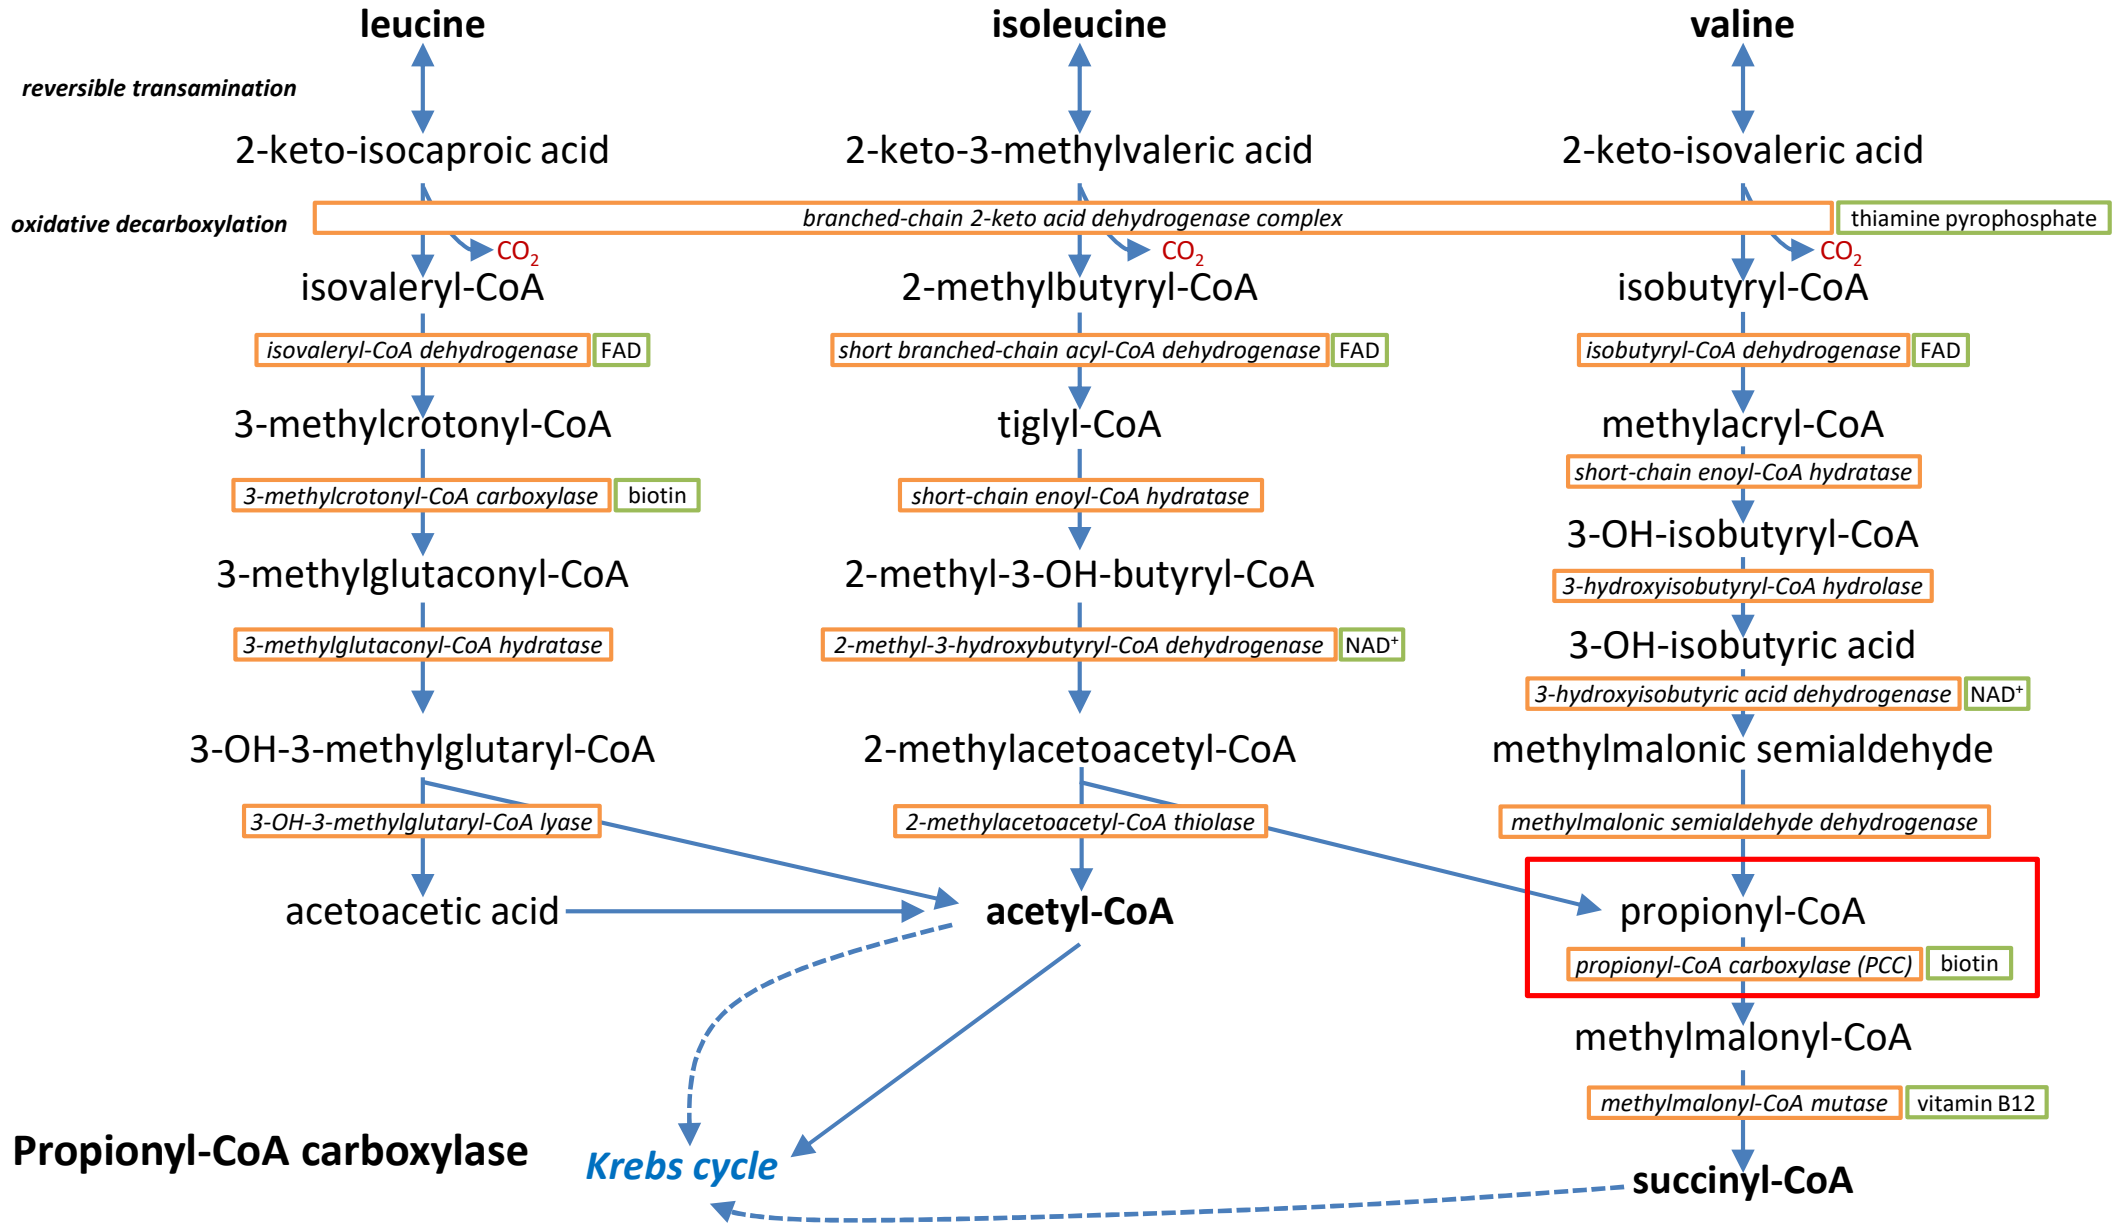 leucine
isoleucine
valine
reversible transamination
2-keto-isocaproic acid
2-keto-3-methylvaleric acid
2-keto-isovaleric acid
oxidative decarboxylation
branched-chain 2-keto acid dehydrogenase complex
thiamine pyrophosphate
CO₂
CO₂
CO₂
isovaleryl-CoA
2-methylbutyryl-CoA
isobutyryl-CoA
isovaleryl-CoA dehydrogenase
FAD
short branched-chain acyl-CoA dehydrogenase
FAD
isobutyryl-CoA dehydrogenase
FAD
3-methylcrotonyl-CoA
tiglyl-CoA
methylacryl-CoA
short-chain enoyl-CoA hydratase
3-methylcrotonyl-CoA carboxylase
biotin
short-chain enoyl-CoA hydratase
3-OH-isobutyryl-CoA
3-methylglutaconyl-CoA
2-methyl-3-OH-butyryl-CoA
3-hydroxyisobutyryl-CoA hydrolase
3-methylglutaconyl-CoA hydratase
2-methyl-3-hydroxybutyryl-CoA dehydrogenase
NAD⁺
3-OH-isobutyric acid
3-hydroxyisobutyric acid dehydrogenase
NAD⁺
3-OH-3-methylglutaryl-CoA
2-methylacetoacetyl-CoA
methylmalonic semialdehyde
3-OH-3-methylglutaryl-CoA lyase
2-methylacetoacetyl-CoA thiolase
methylmalonic semialdehyde dehydrogenase
acetoacetic acid
acetyl-CoA
propionyl-CoA
propionyl-CoA carboxylase (PCC)
biotin
methylmalonyl-CoA
methylmalonyl-CoA mutase
vitamin B12
Propionyl-CoA carboxylase
Krebs cycle
succinyl-CoA